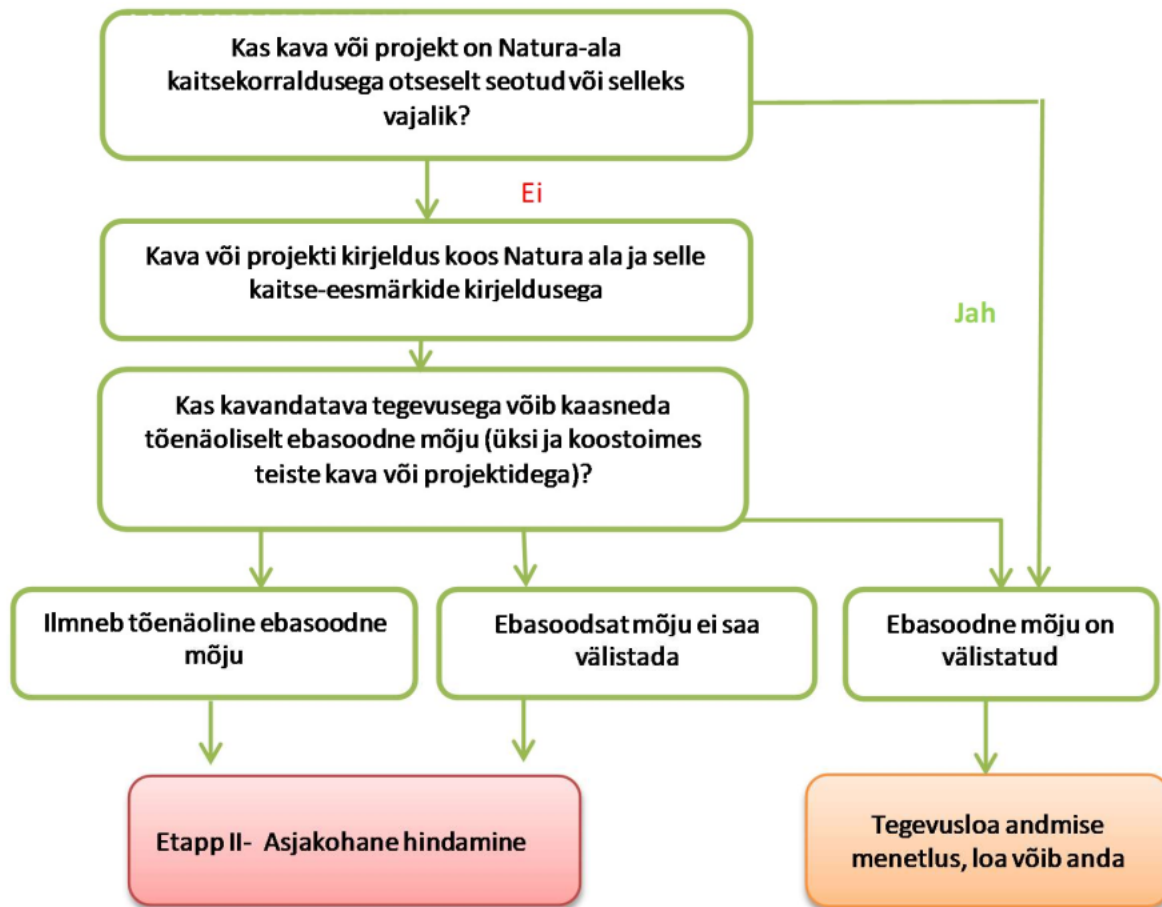 Kas kava või projekt on Natura-ala
kaitsekorraldusega otseselt seotud või selleks
vajalik?
Ei
Kava või projekti kirjeldus koos Natura ala ja selle
kaitse-eesmärkide kirjeldusega
Jah
Kas kavandatava tegevusega võib kaasneda
tõenäoliselt ebasoodne mõju (üksi ja koostoimes
teiste kava või projektidega)?
Ilmneb tõenäoline ebasoodne
mõju
Ebasoodsat mõju ei saa
välistada
Ebasoodne mõju on
välistatud
Etapp II- Asjakohane hindamine
Tegevusloa andmise
menetlus, loa võib anda